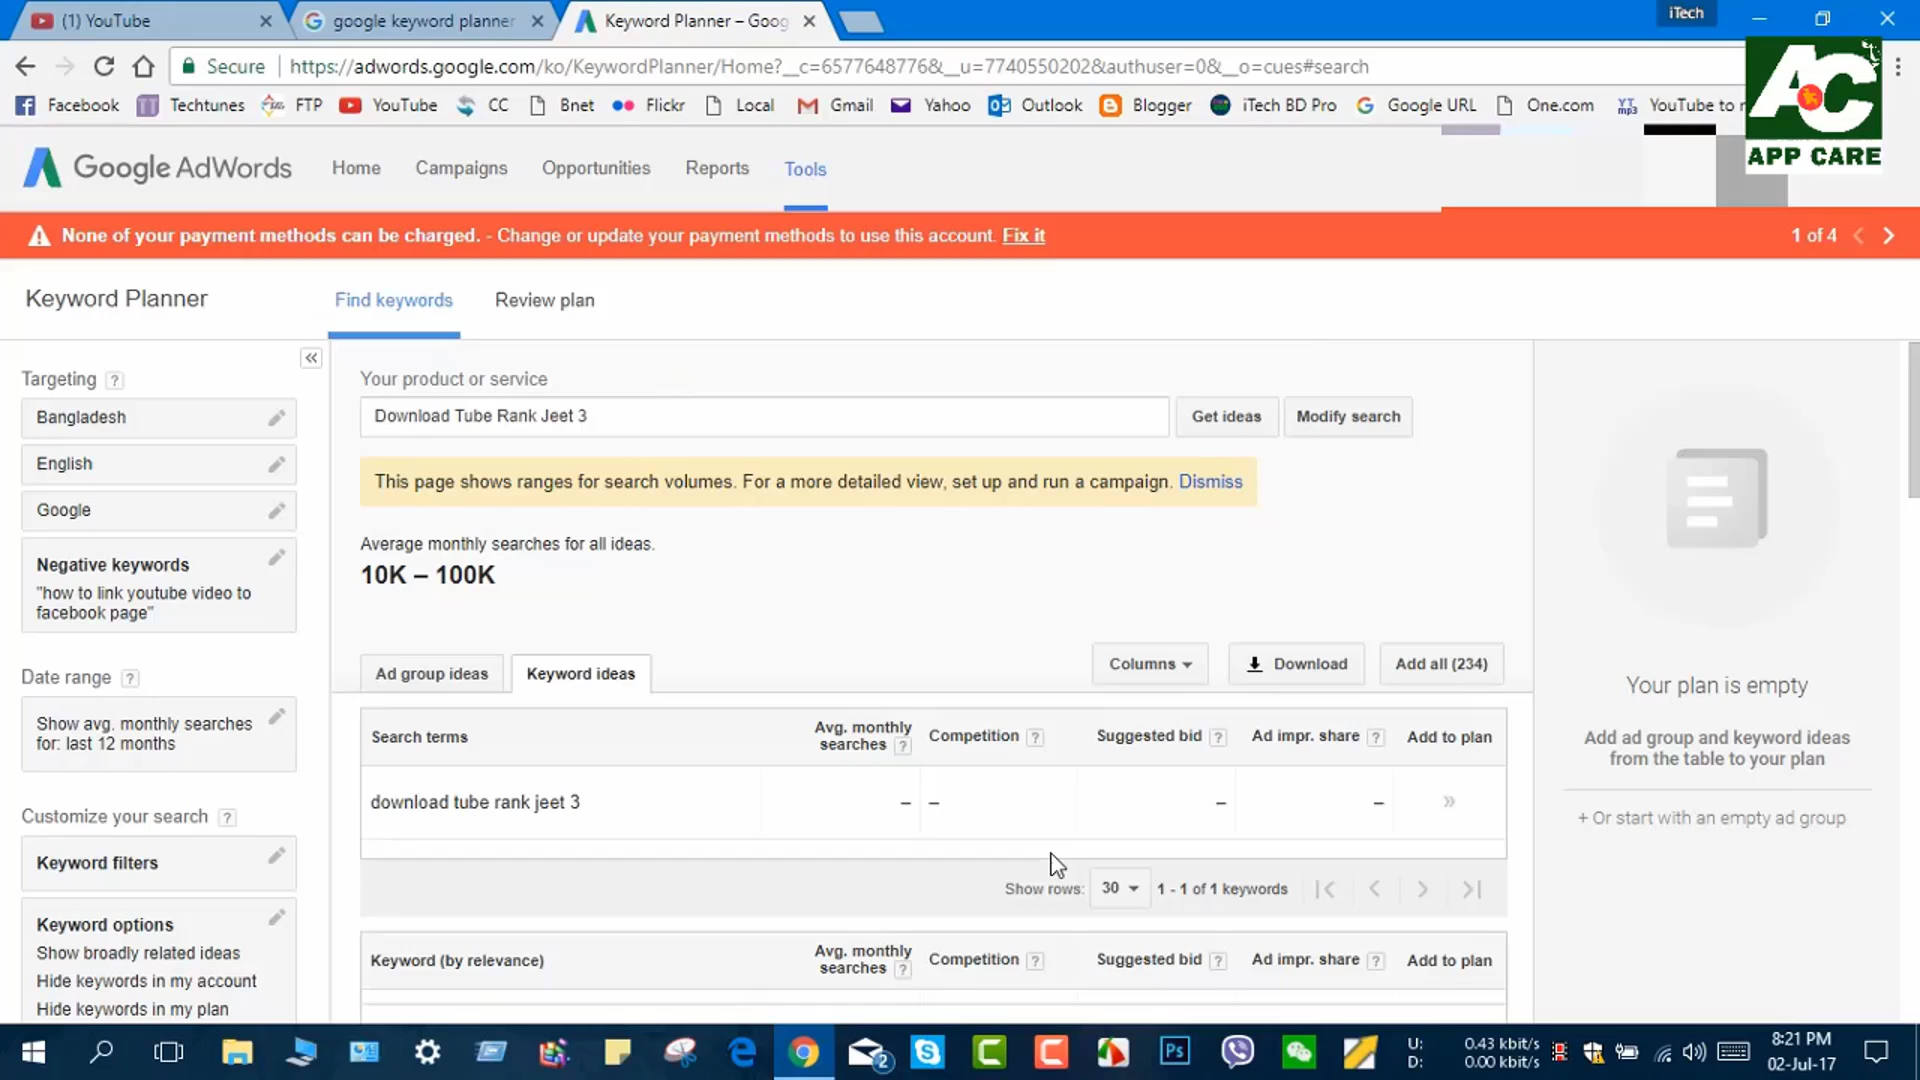 (1) YouTube
google keyword planner
Keyword Planner – Goog
iTech
Secure
https://adwords.google.com/ko/KeywordPlanner/Home?__c=6577648776&__u=7740550202&authuser=0&__o=cues#search
Facebook
Techtunes
FTP
YouTube
CC
Bnet
Flickr
Local
Gmail
Yahoo
Outlook
Blogger
iTech BD Pro
Google URL
One.com
YouTube to
AC
APP CARE
Google AdWords
Home
Campaigns
Opportunities
Reports
Tools
None of your payment methods can be charged. - Change or update your payment methods to use this account. Fix it
1 of 4
Keyword Planner
Find keywords
Review plan
Targeting ?
Bangladesh
English
Google
Negative keywords
"how to link youtube video to
facebook page"
Date range ?
Show avg. monthly searches
for: last 12 months
Customize your search ?
Keyword filters
Keyword options
Show broadly related ideas
Hide keywords in my account
Hide keywords in my plan
Your product or service
Download Tube Rank Jeet 3
Get ideas
Modify search
This page shows ranges for search volumes. For a more detailed view, set up and run a campaign. Dismiss
Average monthly searches for all ideas.
10K – 100K
Ad group ideas
Keyword ideas
Columns
Download
Add all (234)
Search terms
Avg. monthly
searches ?
Competition ?
Suggested bid ?
Ad impr. share ?
Add to plan
download tube rank jeet 3
–
–
–
–
»
Show rows:
30
1 - 1 of 1 keywords
Keyword (by relevance)
Avg. monthly
searches ?
Competition ?
Suggested bid ?
Ad impr. share ?
Add to plan
Your plan is empty
Add ad group and keyword ideas
from the table to your plan
+ Or start with an empty ad group
2
Ps
U: 0.43 kbit/s
D: 0.00 kbit/s
8:21 PM
02-Jul-17